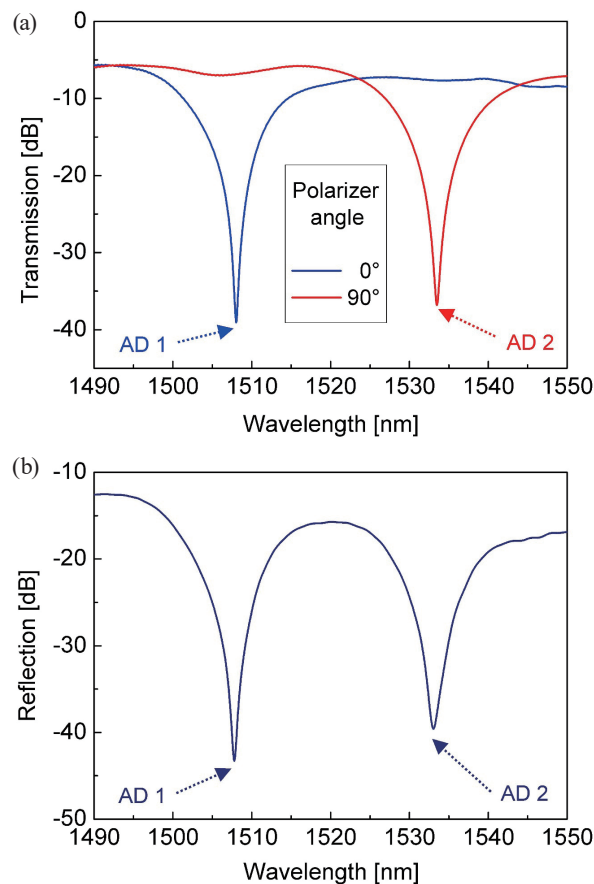 (a)
0
-10
-20
-30
-40
Transmission [dB]
Polarizer
angle
0°
90°
AD 1
AD 2
1490 1500 1510 1520 1530 1540 1550
Wavelength [nm]
(b)
-10
-20
-30
-40
-50
Reflection [dB]
AD 1
AD 2
1490 1500 1510 1520 1530 1540 1550
Wavelength [nm]